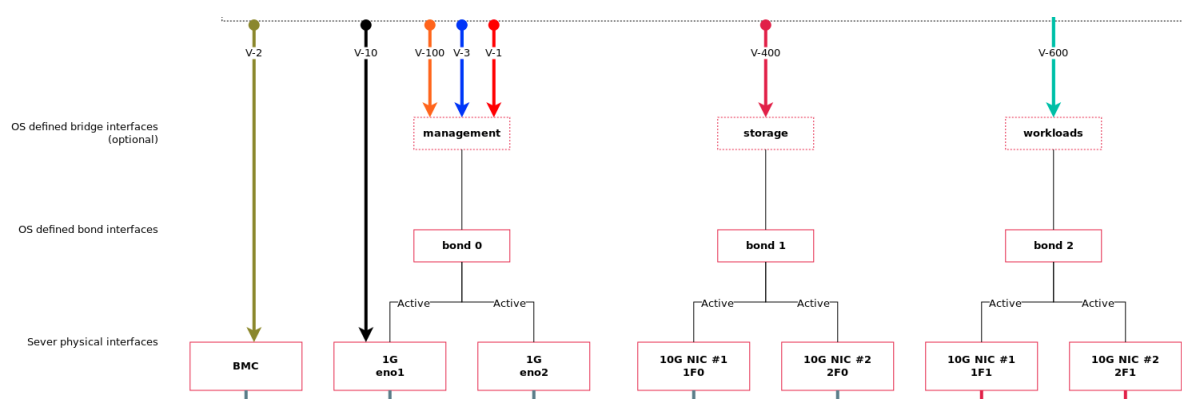 V-2
V-10
V-100
V-3
V-1
V-400
V-600
OS defined bridge interfaces
(optional)
management
storage
workloads
OS defined bond interfaces
bond 0
bond 1
bond 2
Active
Active
Active
Active
Active
Active
Sever physical interfaces
BMC
1G
eno1
1G
eno2
10G NIC #1
1F0
10G NIC #2
2F0
10G NIC #1
1F1
10G NIC #2
2F1